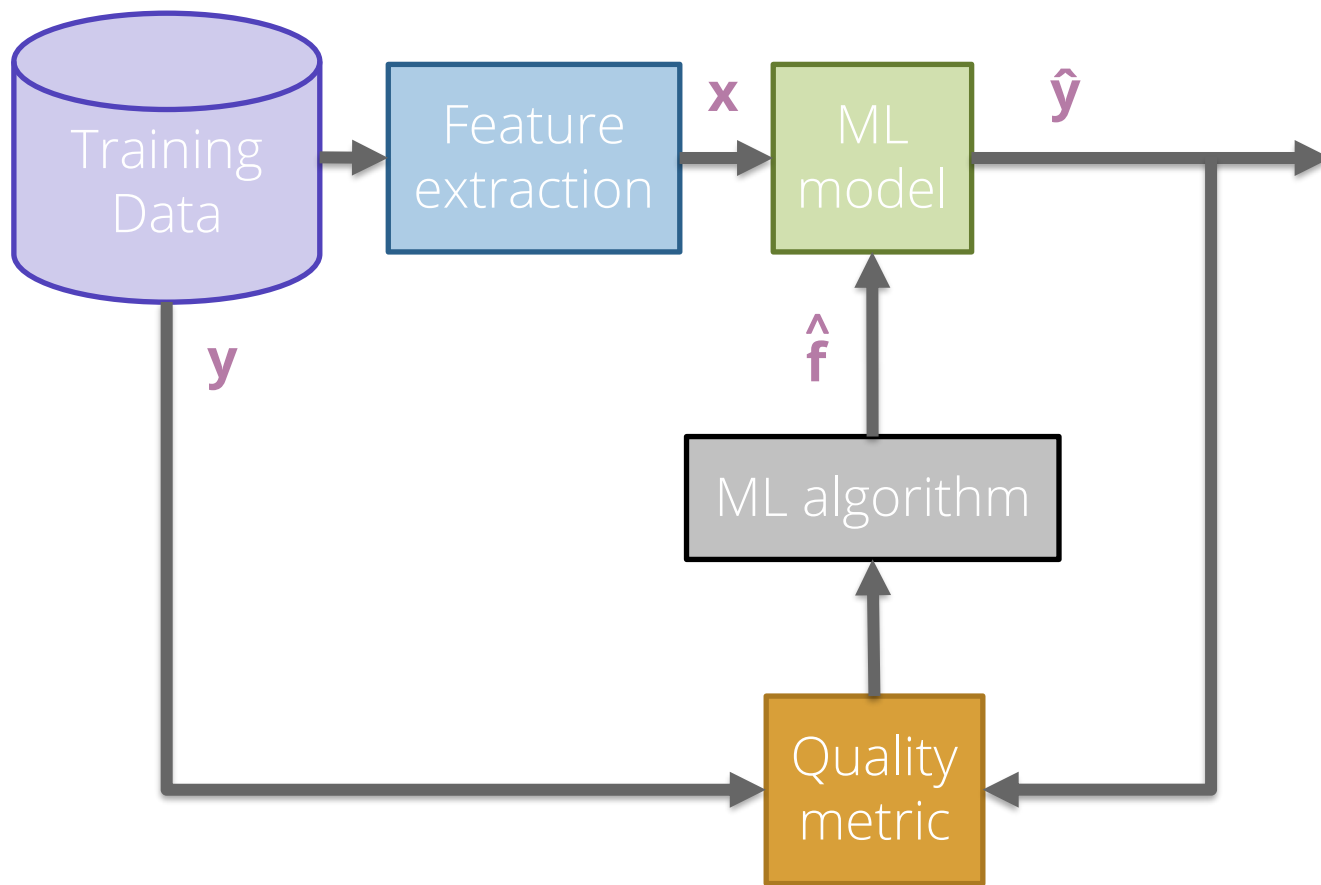 Training
Data
Feature
extraction
x
ML
model
ŷ
y
f̂
ML algorithm
Quality
metric